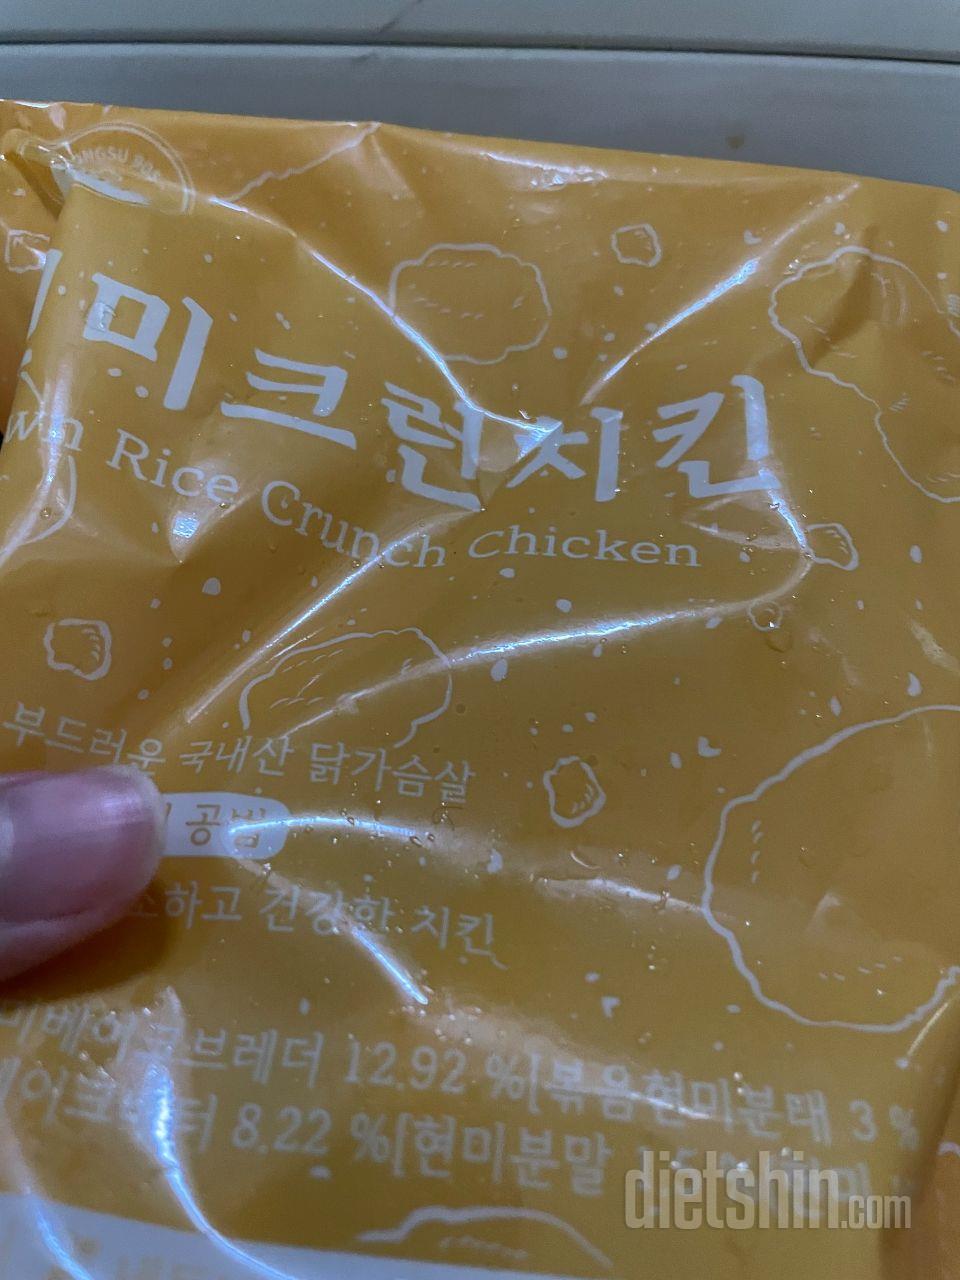 미크런치킨
Rice Crunch Chicken
부드러운 국내산 닭가슴살
공법
하고 건강한 치킨
브레더 12.92 %[볶음현미분태 3 %
8.22 %[현미분말
dietshin.com